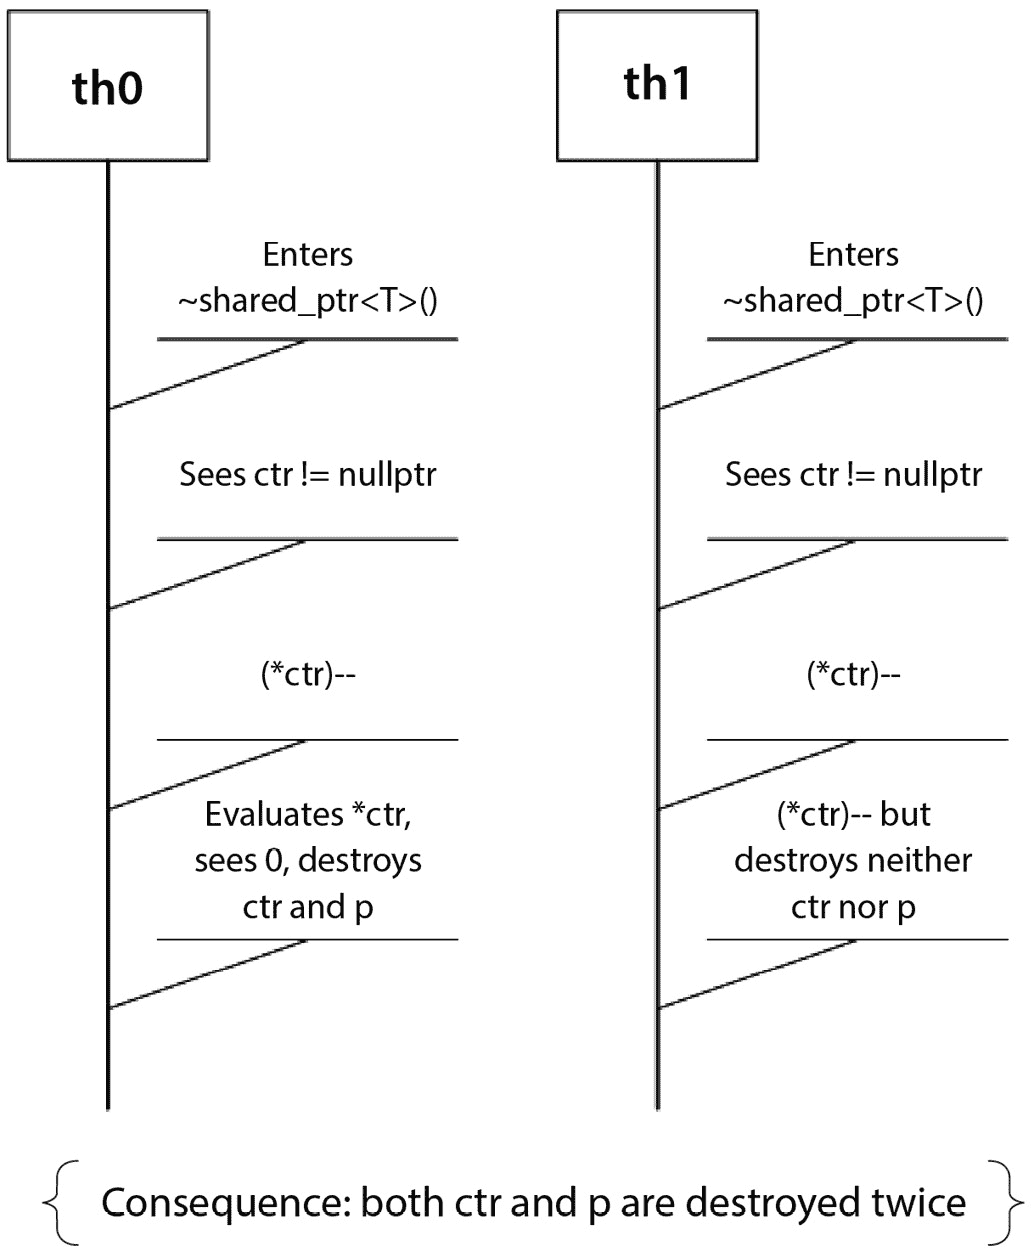 th0
th1
Enters
~shared_ptr<T>()
Enters
~shared_ptr<T>()
Sees ctr != nullptr
Sees ctr != nullptr
(*ctr)--
(*ctr)--
Evaluates *ctr,
sees 0, destroys
ctr and p
(*ctr)-- but
destroys neither
ctr nor p
Consequence: both ctr and p are destroyed twice